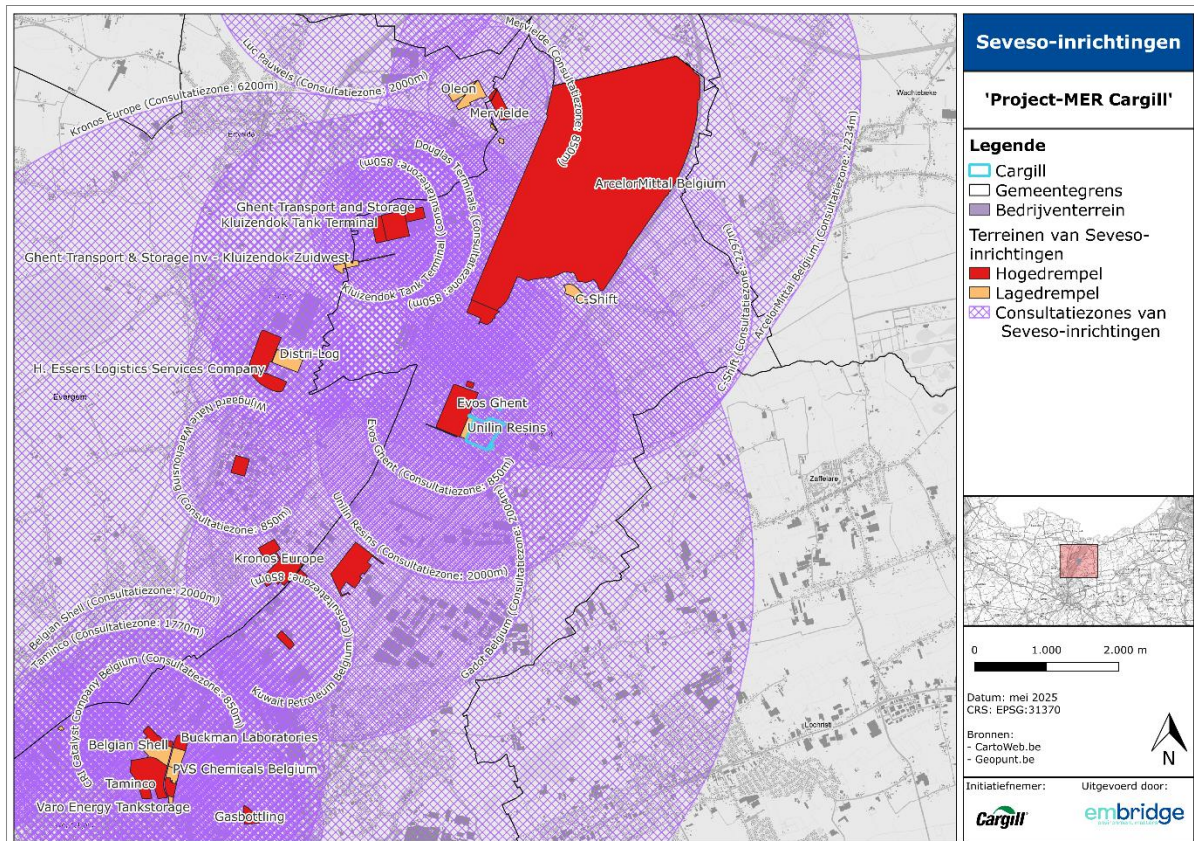 Mervielde (Consultatiezone: 850m)
Luc Pauwels (Consultatiezone: 2000m)
Kronos Europe (Consultatiezone: 6200m)
Oleon
Mervielde
Wachtebeke
Ertvelde
Douglas Terminals (Consultatiezone: 850m)
ArcelorMittal Belgium
Ghent Transport and Storage
Kluizendok Tank Terminal
Ghent Transport & Storage nv - Kluizendok Zuidwest
Kluizendok Tank Terminal (Consultatiezone: 850m)
C-Shift
C-Shift (Consultatiezone: 2297m)
ArcelorMittal Belgium (Consultatiezone: 2234m)
Distri-Log
H. Essers Logistics Services Company
Evergem
Evos Ghent
Unilin Resins
Wijngaard Natie Warehousing (Consultatiezone: 850m)
Evos Ghent (Consultatiezone: 850m)
Zaffelare
Unilin Resins (Consultatiezone: 2000m)
Gadot Belgium (Consultatiezone: 2004m)
Kronos Europe
Kuwait Petroleum Belgium (Consultatiezone: 850m)
Belgian Shell (Consultatiezone: 2000m)
Taminco (Consultatiezone: 1770m)
CRI Catalyst Company Belgium (Consultatiezone: 850m)
Lochristi
Buckman Laboratories
Belgian Shell
PVS Chemicals Belgium
Taminco
Varo Energy Tankstorage
Gasbottling
Seveso-inrichtingen
'Project-MER Cargill'
Legende
Cargill
Gemeentegrens
Bedrijventerrein
Terreinen van Seveso-
inrichtingen
Hogedrempel
Lagedrempel
Consultatiezones van
Seveso-inrichtingen
0 1.000 2.000 m
Datum: mei 2025
CRS: EPSG:31370
Bronnen:
- CartoWeb.be
- Geopunt.be
N
Initiatiefnemer:
Uitgevoerd door:
Cargill
embridge